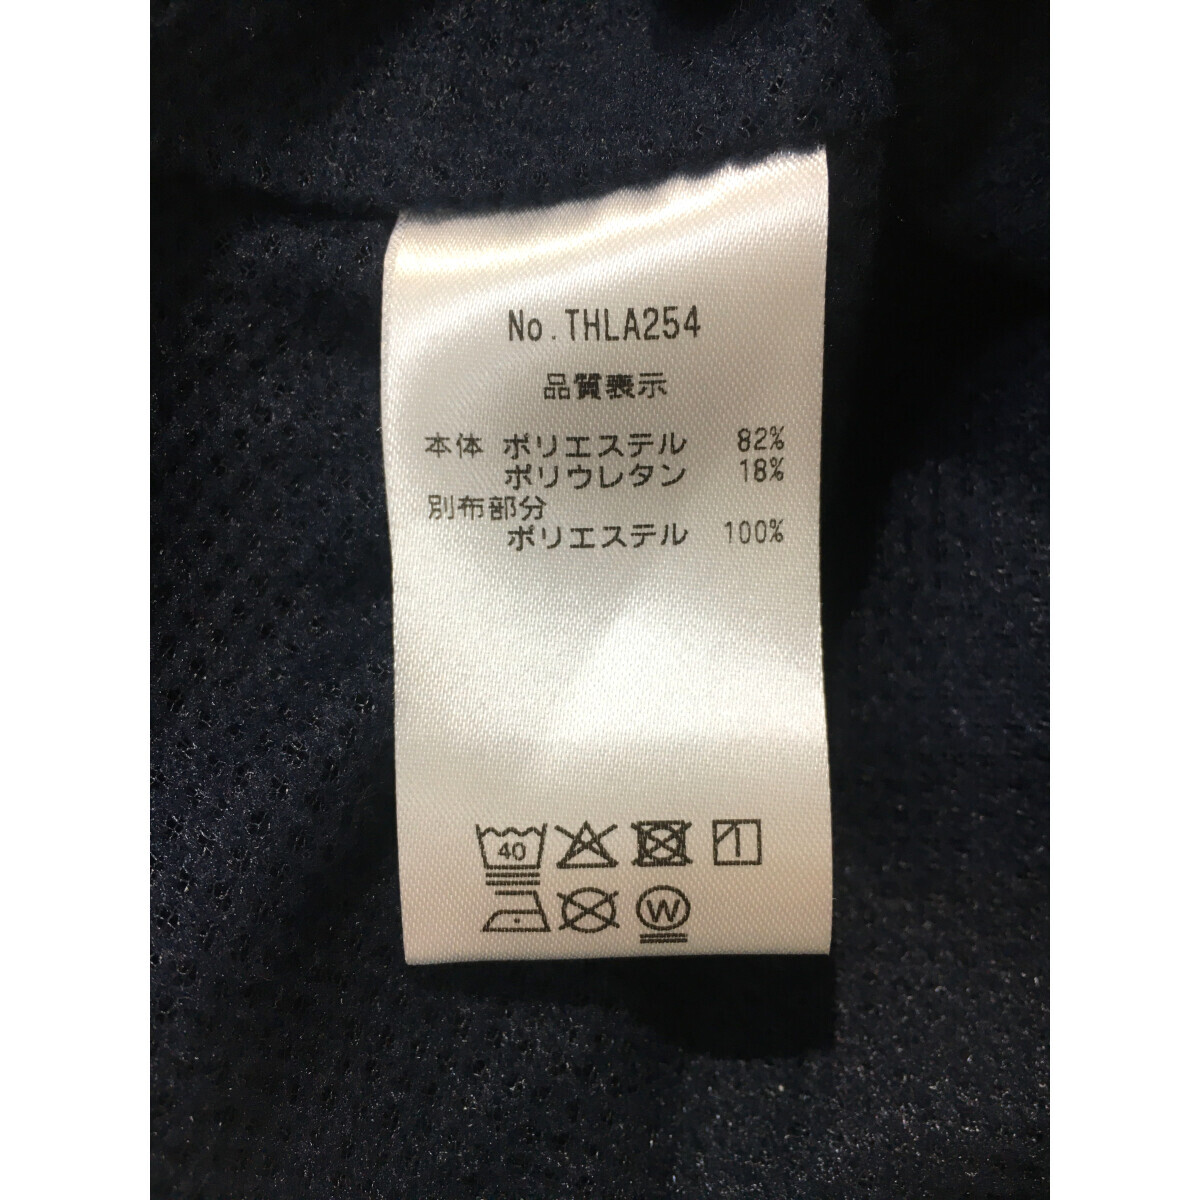 No.THLA254
品質表示
本体 ポリエステル 82%
ポリウレタン 18%
別布部分
ポリエステル 100%
40
W